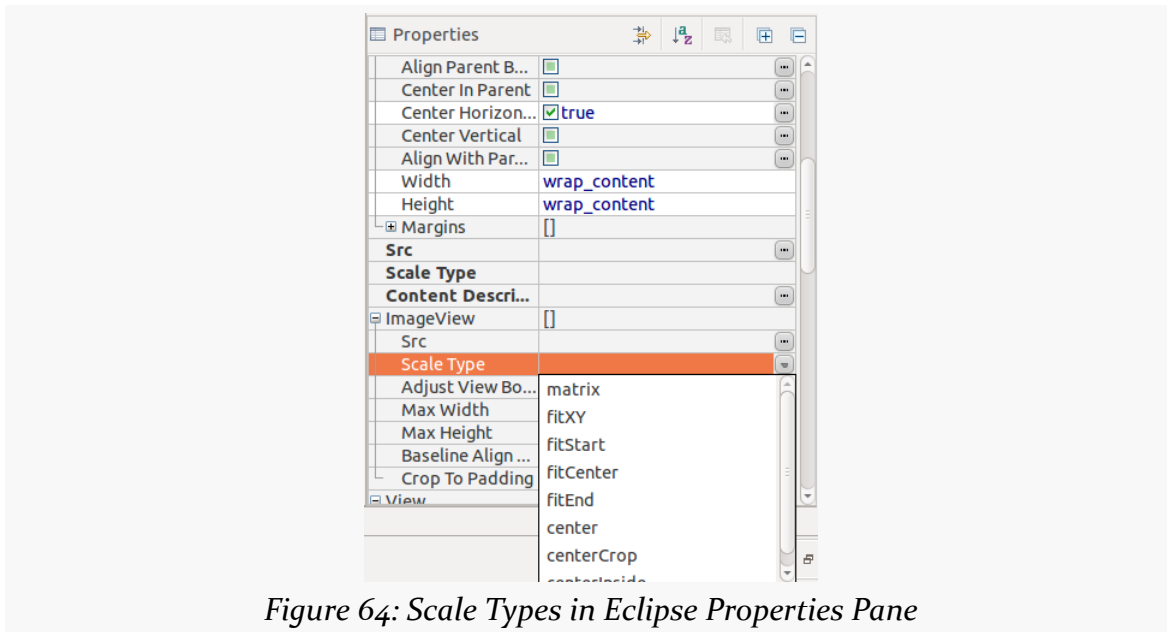 Properties
Align Parent B...
Center In Parent
Center Horizon... true
Center Vertical
Align With Par...
Width wrap_content
Height wrap_content
Margins []
Src
Scale Type
Content Descri...
ImageView []
Src
Scale Type
Adjust View Bo...
Max Width
Max Height
Baseline Align ...
Crop To Padding
View
matrix
fitXY
fitStart
fitCenter
fitEnd
center
centerCrop
centerInside
Figure 64: Scale Types in Eclipse Properties Pane